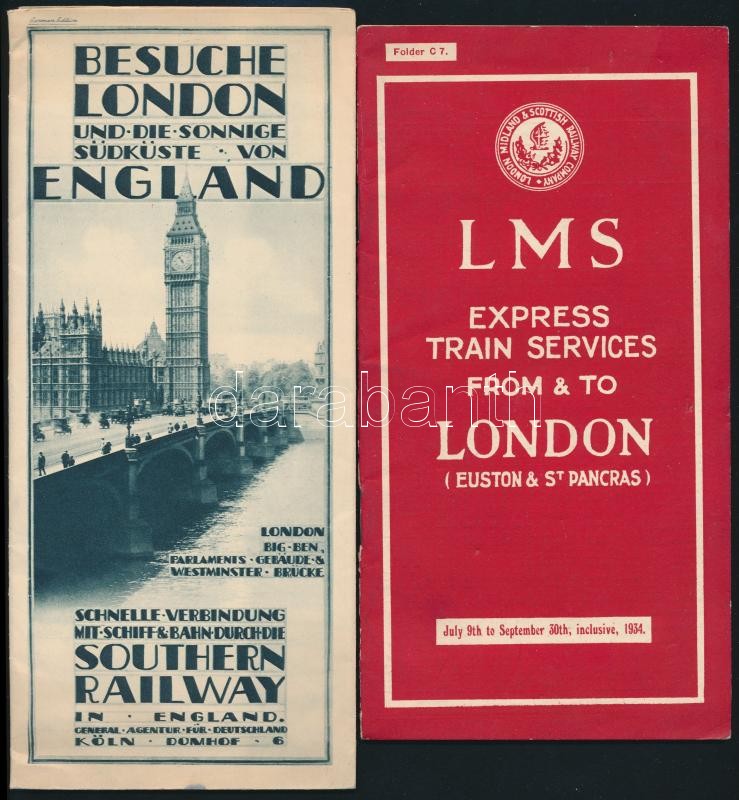 German Edition
BESUCHE
LONDON
UND·DIE·SONNIGE
SÜDKÜSTE · VON
ENGLAND
LONDON
BIG·BEN,
PARLAMENTS·GEBÄUDE·&
WESTMINSTER·BRÜCKE
SCHNELLE·VERBINDUNG
MIT·SCHIFF&BAHN·DURCH·DIE
SOUTHERN
RAILWAY
IN · ENGLAND.
GENERAL·AGENTUR·FÜR·DEUTSCHLAND
KÖLN · DOMHOF · 6
Folder C 7.
LONDON MIDLAND & SCOTTISH RAILWAY COMPANY
LMS
EXPRESS
TRAIN SERVICES
FROM & TO
LONDON
(EUSTON & ST PANCRAS)
July 9th to September 30th, inclusive, 1934.
darabanth